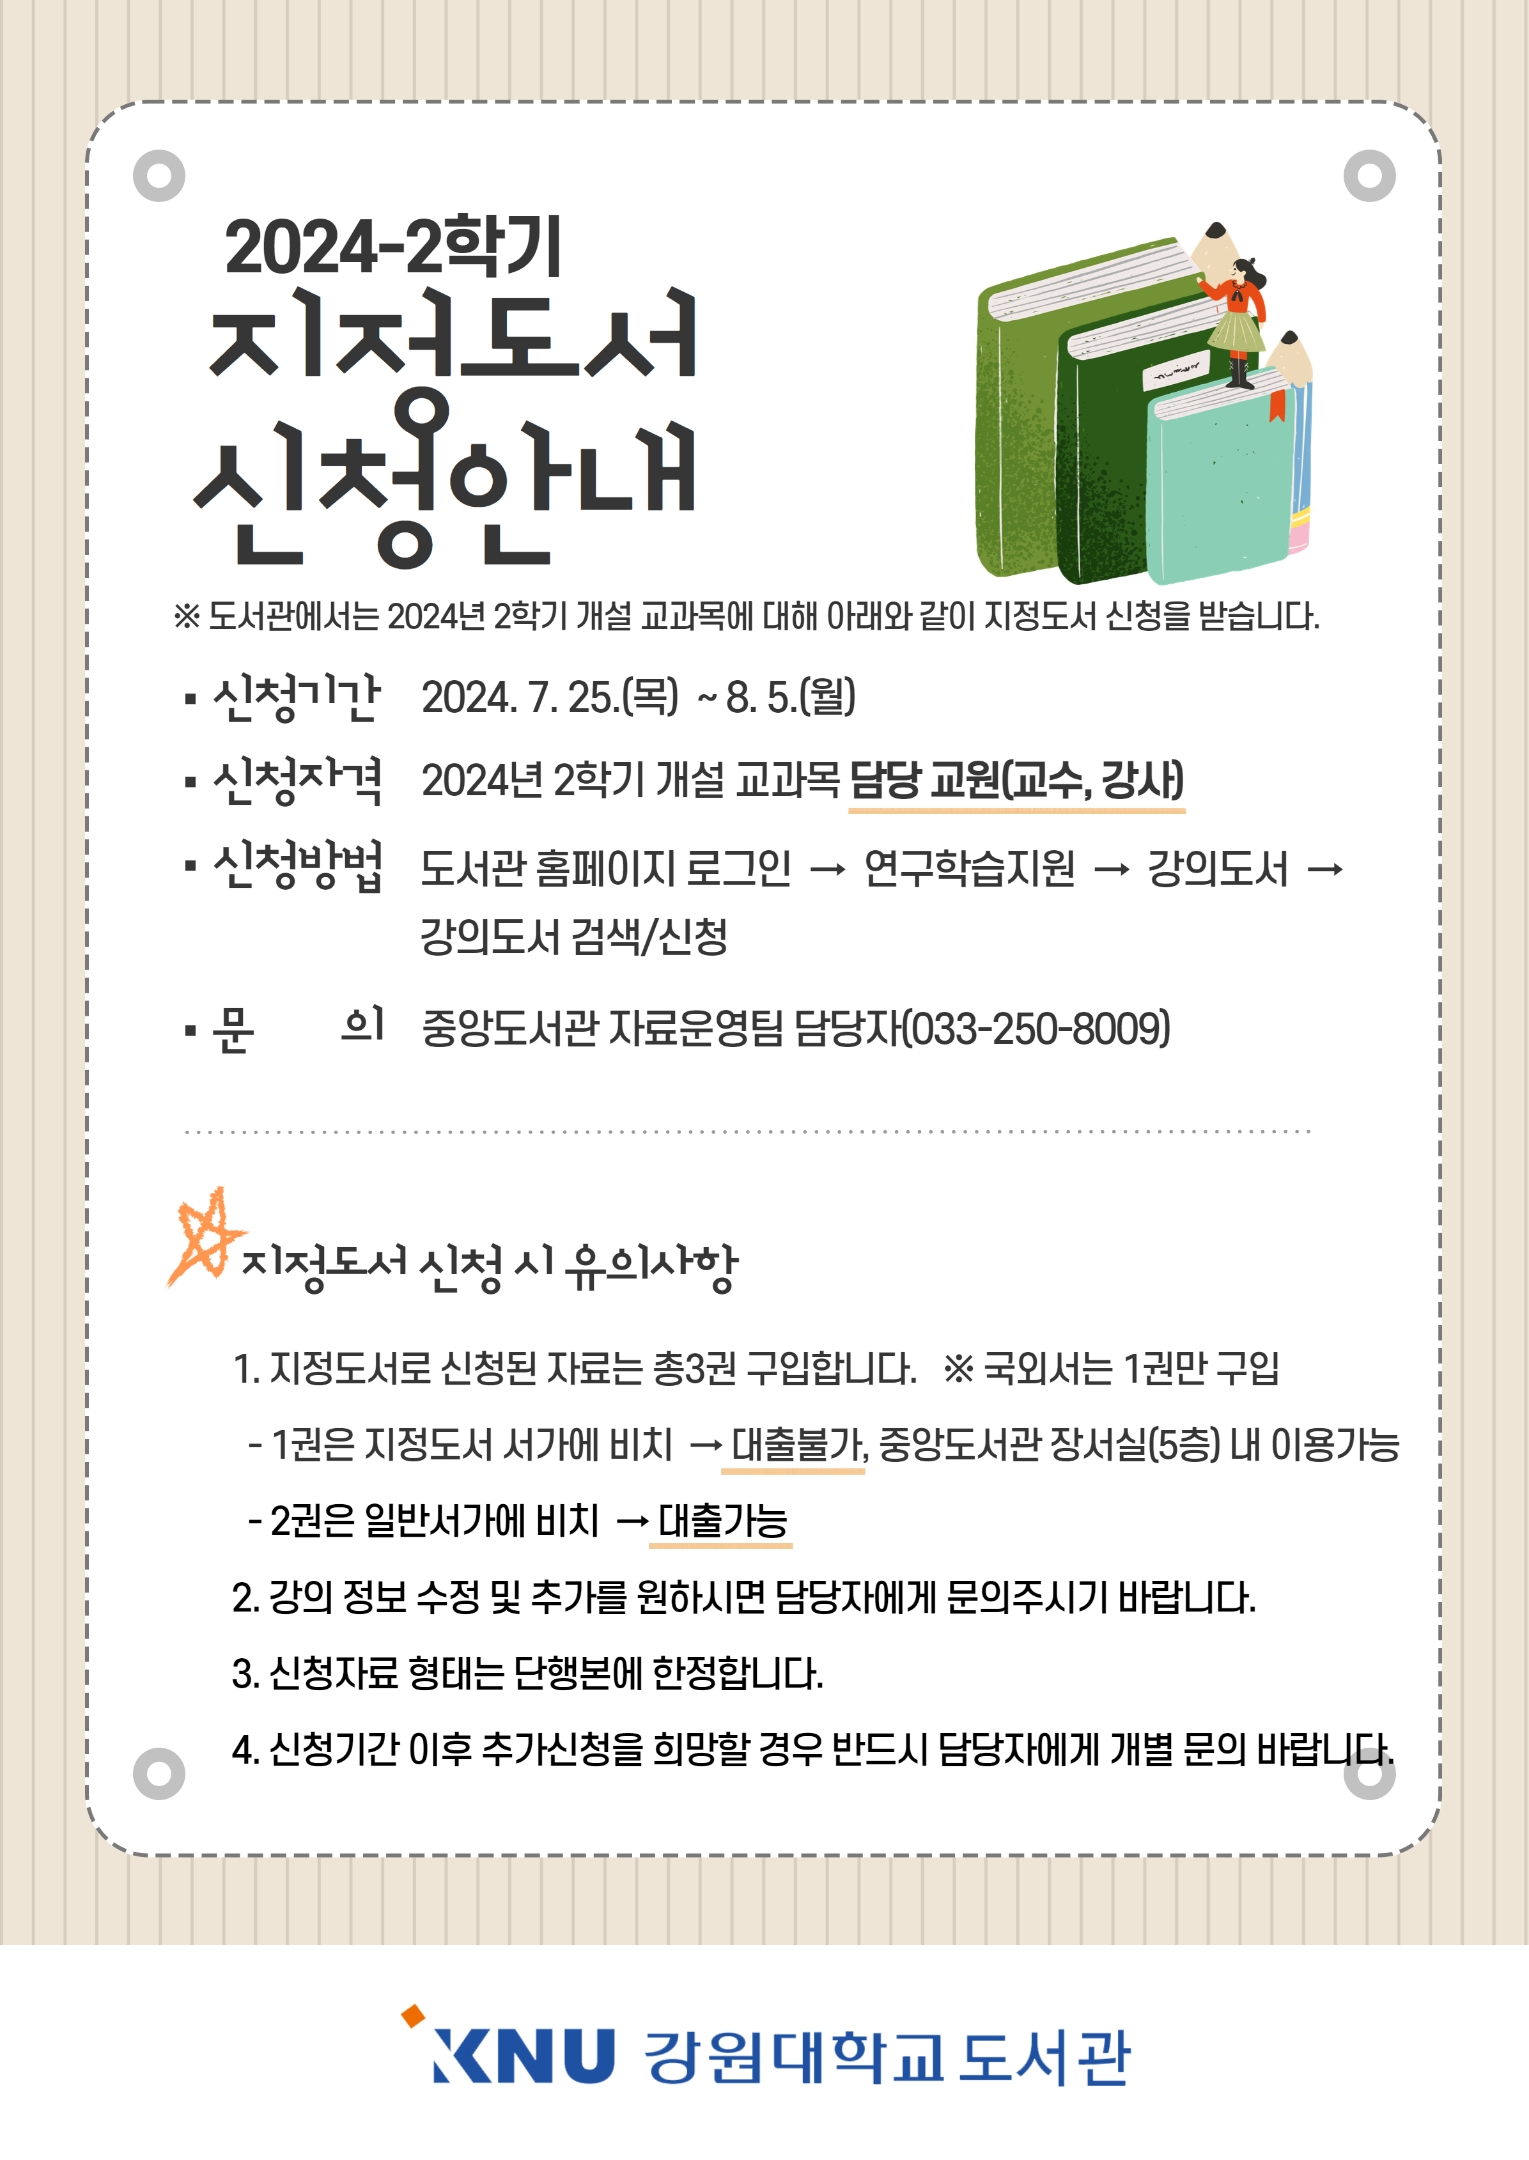 2024-2학기
지정도서
신청안내
※ 도서관에서는 2024년 2학기 개설 교과목에 대해 아래와 같이 지정도서 신청을 받습니다.
▪ 신청기간 2024. 7. 25.(목) ~ 8. 5.(월)
▪ 신청자격 2024년 2학기 개설 교과목 담당 교원(교수, 강사)
▪ 신청방법 도서관 홈페이지 로그인 → 연구학습지원 → 강의도서 →
강의도서 검색/신청
▪ 문 의 중앙도서관 자료운영팀 담당자(033-250-8009)
지정도서 신청 시 유의사항
1. 지정도서로 신청된 자료는 총3권 구입합니다. ※ 국외서는 1권만 구입
- 1권은 지정도서 서가에 비치 → 대출불가, 중앙도서관 장서실(5층) 내 이용가능
- 2권은 일반서가에 비치 → 대출가능
2. 강의 정보 수정 및 추가를 원하시면 담당자에게 문의주시기 바랍니다.
3. 신청자료 형태는 단행본에 한정합니다.
4. 신청기간 이후 추가신청을 희망할 경우 반드시 담당자에게 개별 문의 바랍니다.
KNU 강원대학교 도서관